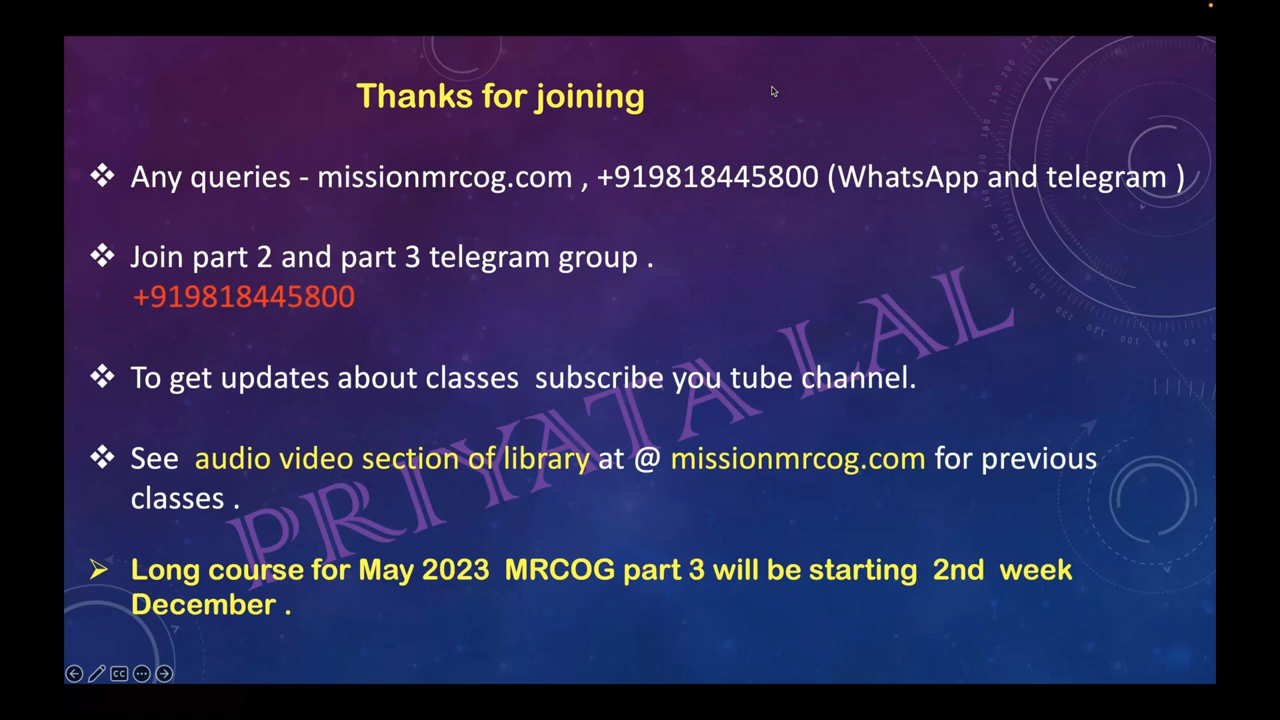 Thanks for joining
❖ Any queries - missionmrcog.com , +919818445800 (WhatsApp and telegram )
❖ Join part 2 and part 3 telegram group .
+919818445800
❖ To get updates about classes  subscribe you tube channel.
❖ See  audio video section of library at @ missionmrcog.com for previous
classes .
➢ Long course for May 2023  MRCOG part 3 will be starting  2nd  week
December .
PRIYATA LAL